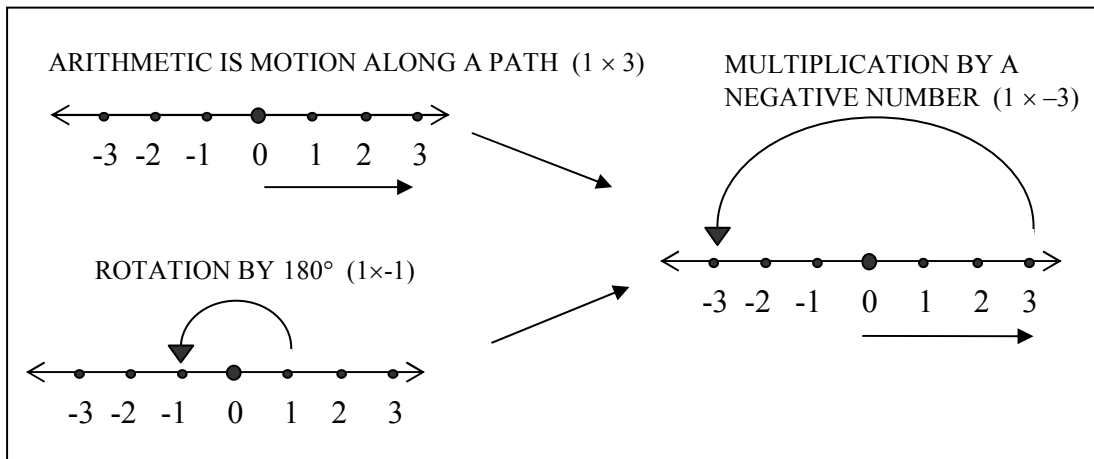 ARITHMETIC IS MOTION ALONG A PATH (1 × 3)
-3 -2 -1 0 1 2 3
ROTATION BY 180° (1×-1)
-3 -2 -1 0 1 2 3
MULTIPLICATION BY A
NEGATIVE NUMBER (1 × –3)
-3 -2 -1 0 1 2 3